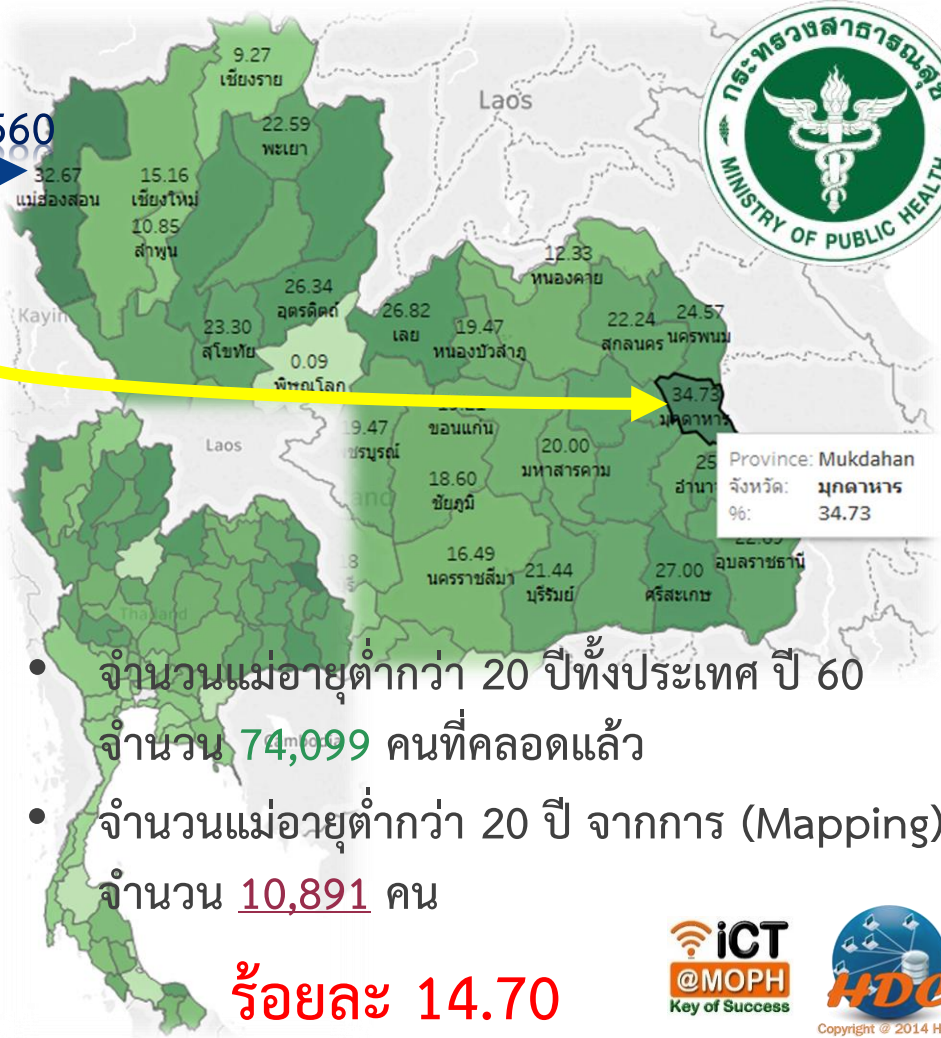 กระทรวงสาธารณสุข
MINISTRY OF PUBLIC HEALTH
9.27
เชียงราย
Laos
560
22.59
พะเยา
32.67
แม่ฮ่องสอน
15.16
เชียงใหม่
10.85
ลำพูน
12.33
หนองคาย
Kayin
26.34
อุตรดิตถ์
26.82
เลย
19.47
หนองบัวลำภู
22.24
สกลนคร
24.57
นครพนม
23.30
สุโขทัย
0.09
พิษณุโลก
34.73
มุกดาหาร
19.47
ขอนแก่น
Laos
20.00
มหาสารคาม
18.60
ชัยภูมิ
25
Province: Mukdahan
จังหวัด: มุกดาหาร
%: 34.73
อุบลราชธานี
16.49
นครราชสีมา
21.44
บุรีรัมย์
27.00
ศรีสะเกษ
Thailand
• จำนวนแม่อายุต่ำกว่า 20 ปีทั้งประเทศ ปี 60
จำนวน 74,099 คนที่คลอดแล้ว
Cambodia
• จำนวนแม่อายุต่ำกว่า 20 ปี จากการ (Mapping)
จำนวน 10,891 คน
ร้อยละ 14.70
iCT
@MOPH
Key of Success
HDC
Copyright @ 2014 H